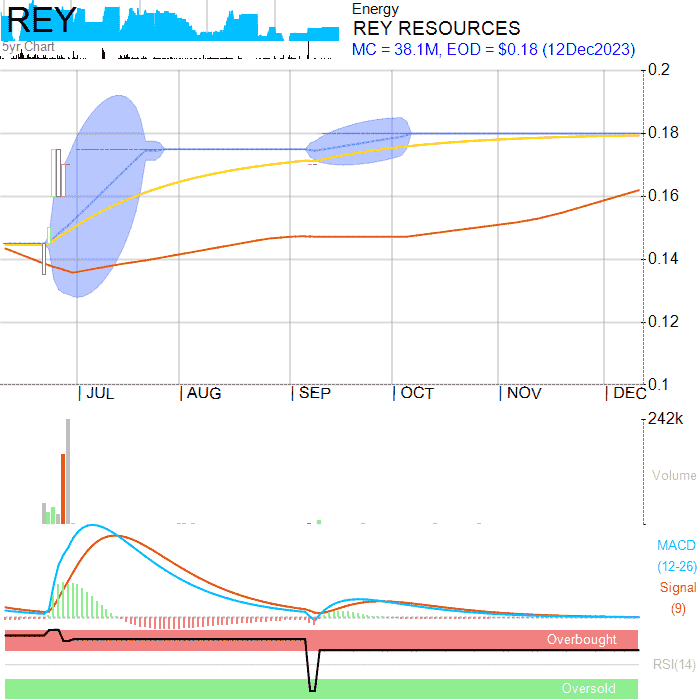 REY
Energy
REY RESOURCES
5yr Chart
MC = 38.1M, EOD = $0.18 (12Dec2023)
0.2
0.18
0.16
0.14
0.12
0.1
JUL
AUG
SEP
OCT
NOV
DEC
242k
Volume
MACD
(12-26)
Signal
(9)
Overbought
RSI(14)
Oversold